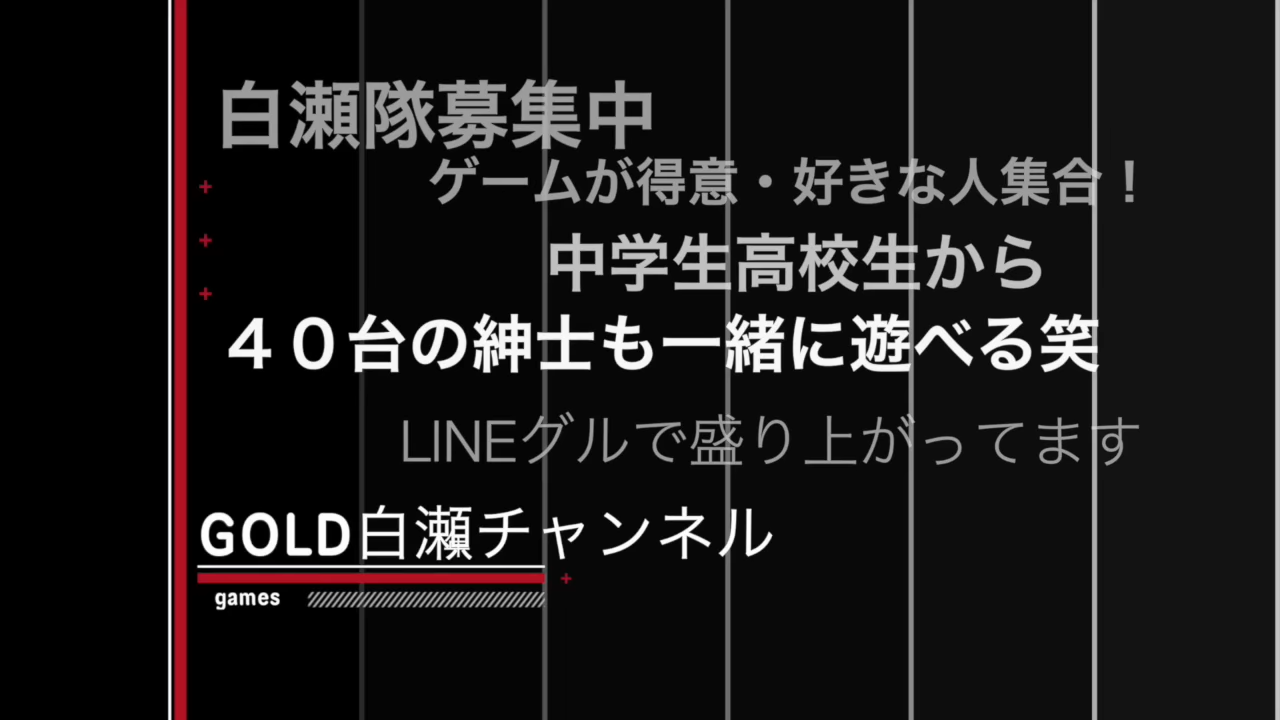 白瀬隊募集中
ゲームが得意・好きな人集合！
中学生高校生から
４０台の紳士も一緒に遊べる笑
LINEグルで盛り上がってます
GOLD白瀬チャンネル
games